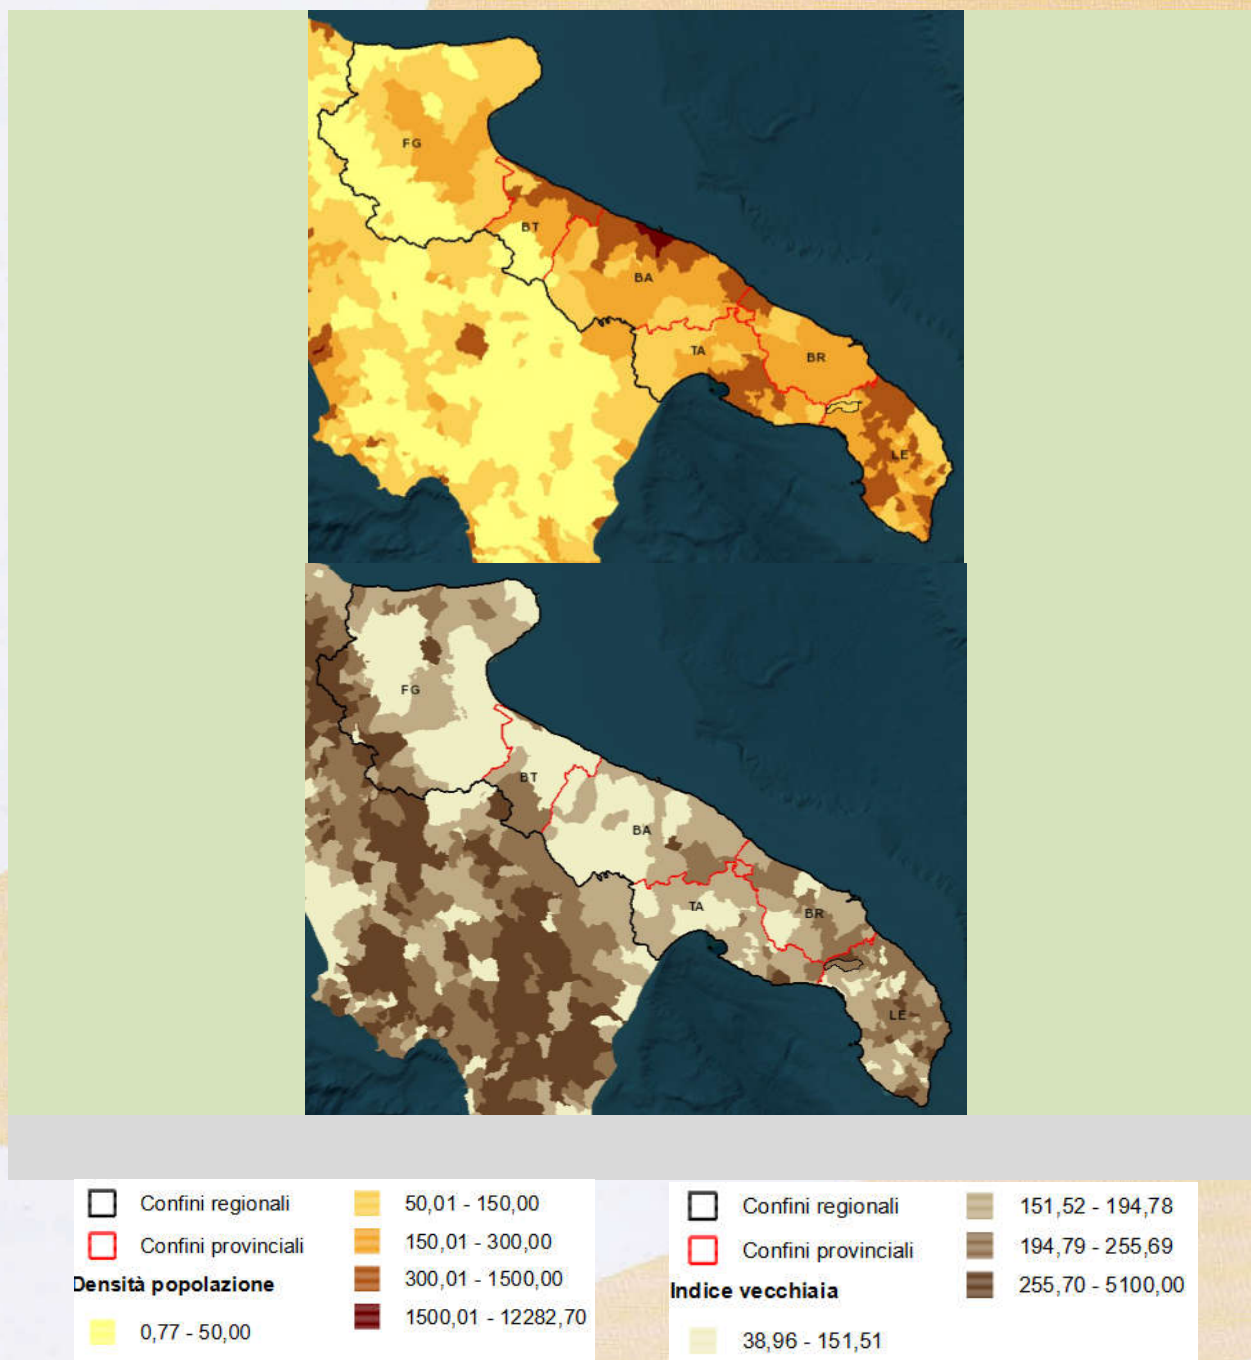 FG
BT
BA
TA
BR
LE
FG
BT
BA
TA
BR
LE
Confini regionali
Confini provinciali
Densità popolazione
0,77 - 50,00
50,01 - 150,00
150,01 - 300,00
300,01 - 1500,00
1500,01 - 12282,70
Confini regionali
Confini provinciali
Indice vecchiaia
38,96 - 151,51
151,52 - 194,78
194,79 - 255,69
255,70 - 5100,00